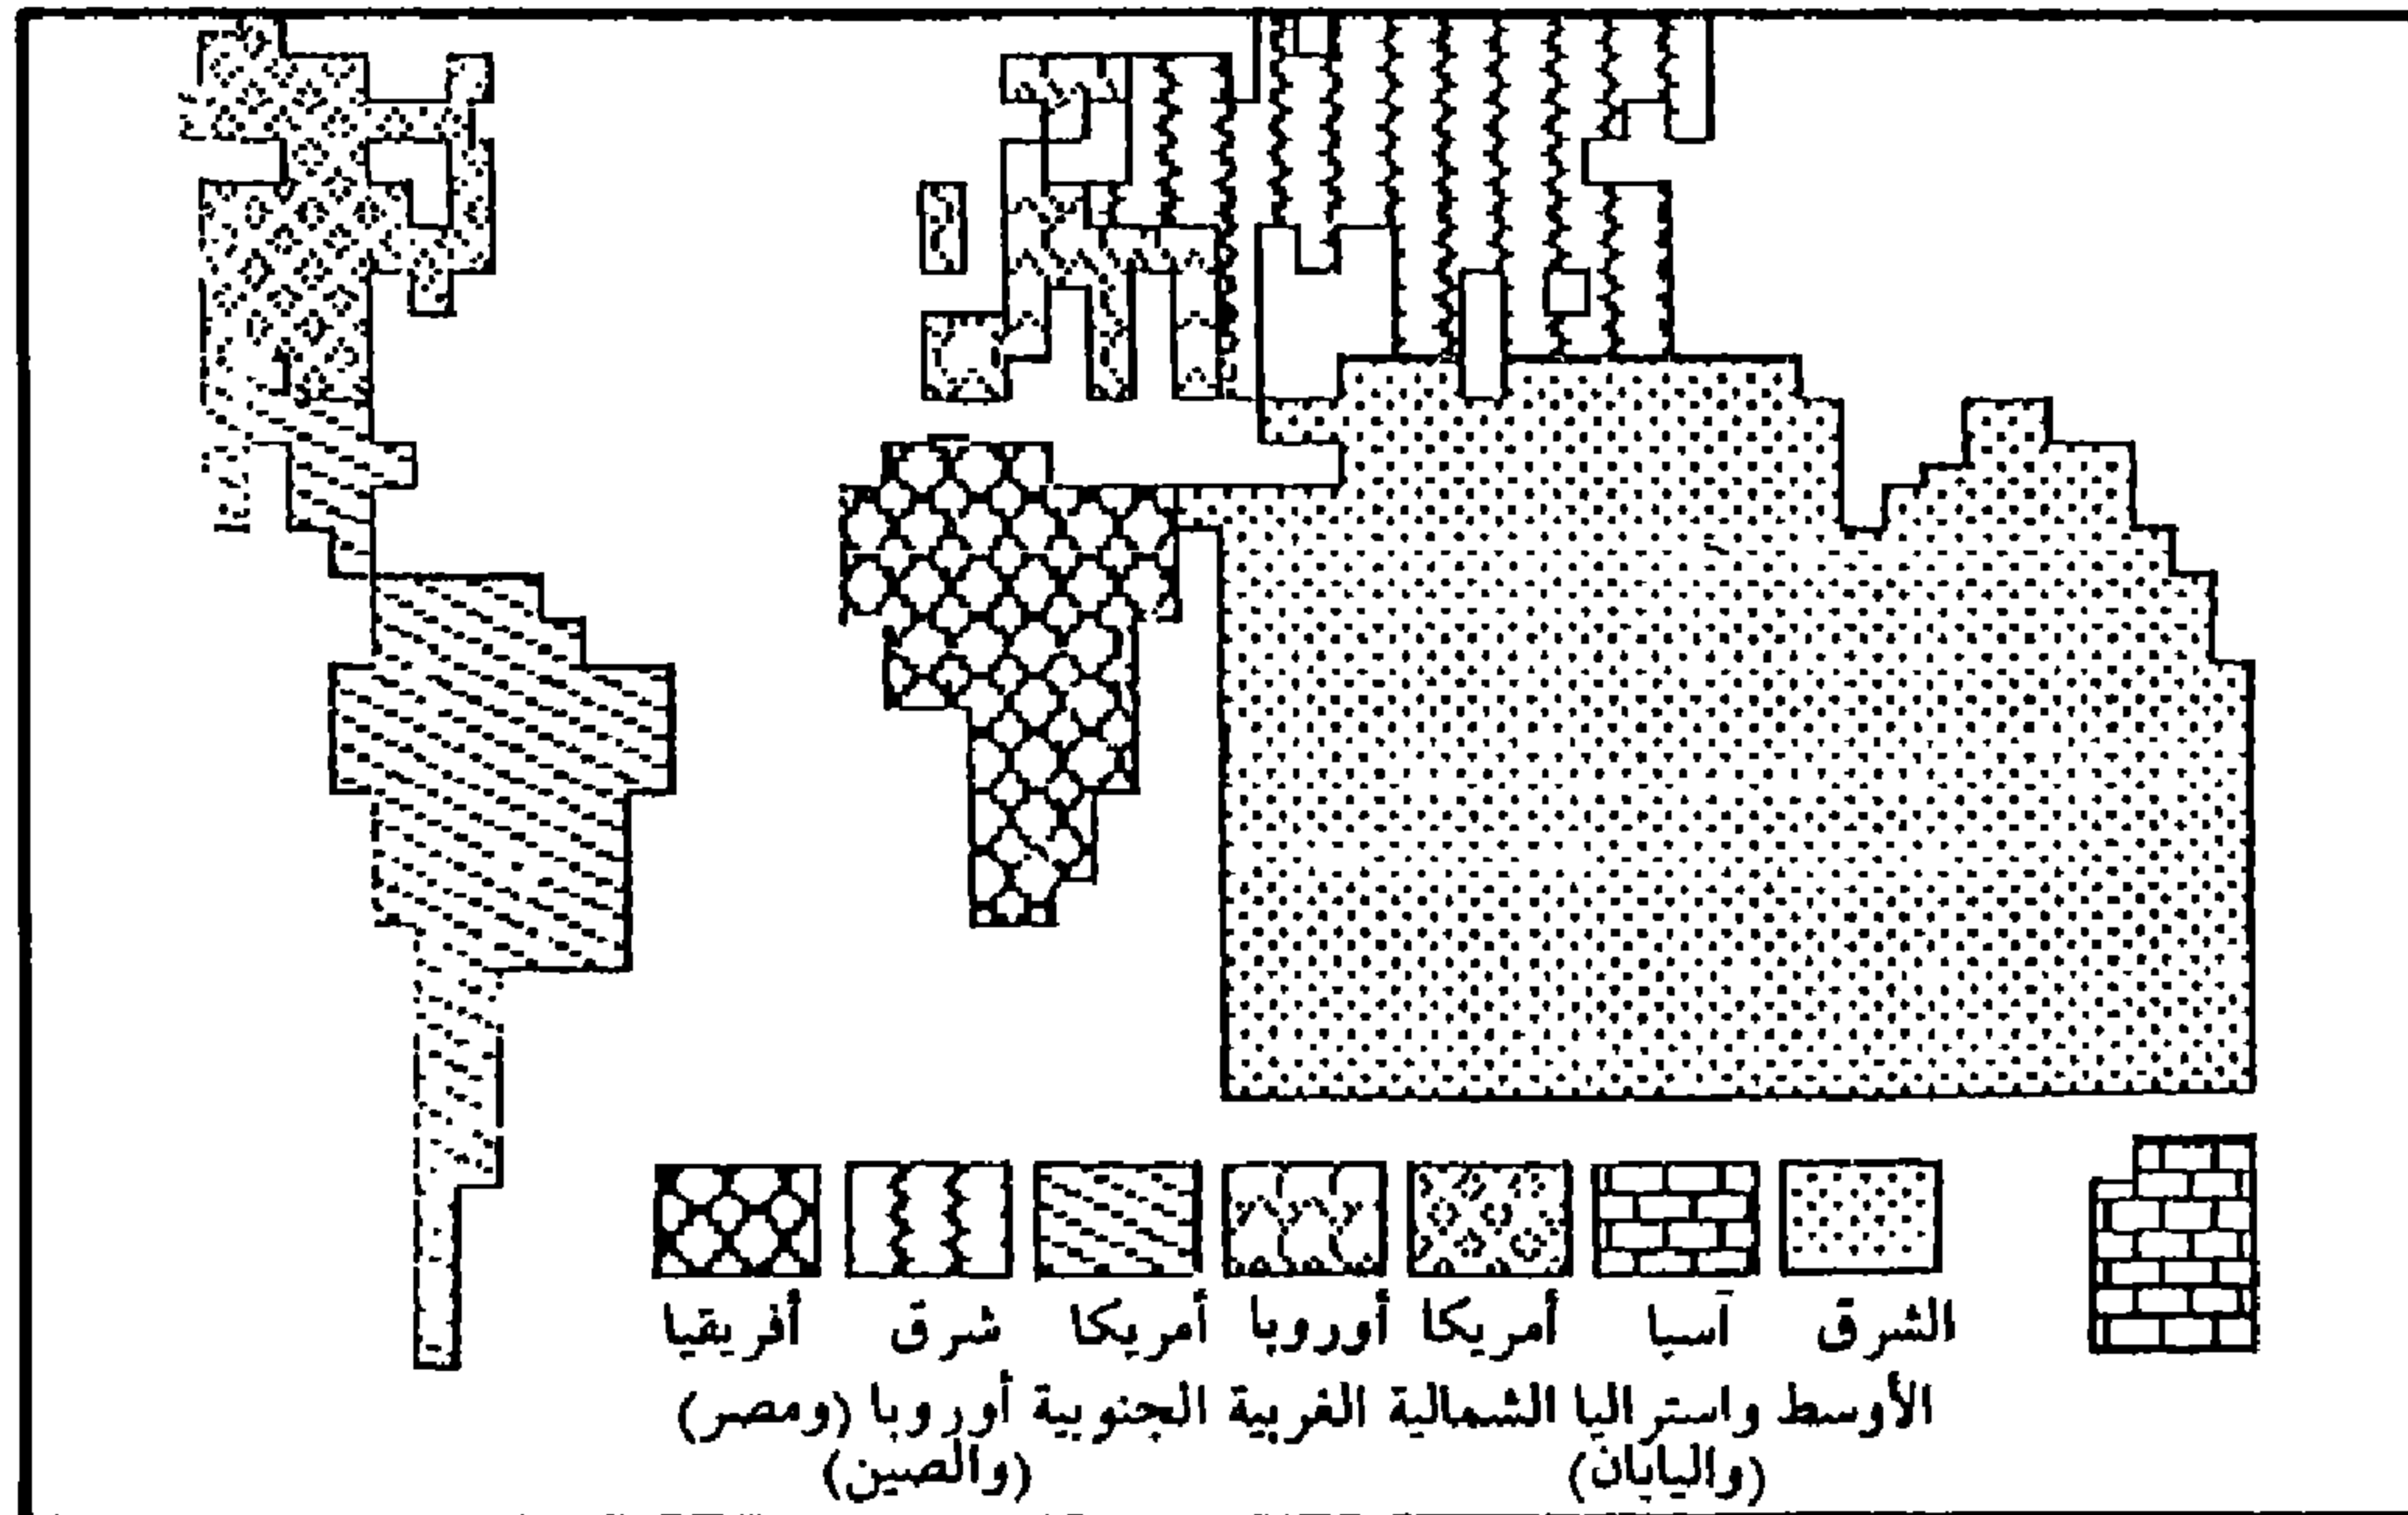 الشرق آسيا أمريكا أوروبا أمريكا شرق أفريقيا
الأوسط واستراليا الشمالية الغربية الجنوبية أوروبا (ومصر)
(واليابان) (والصين)